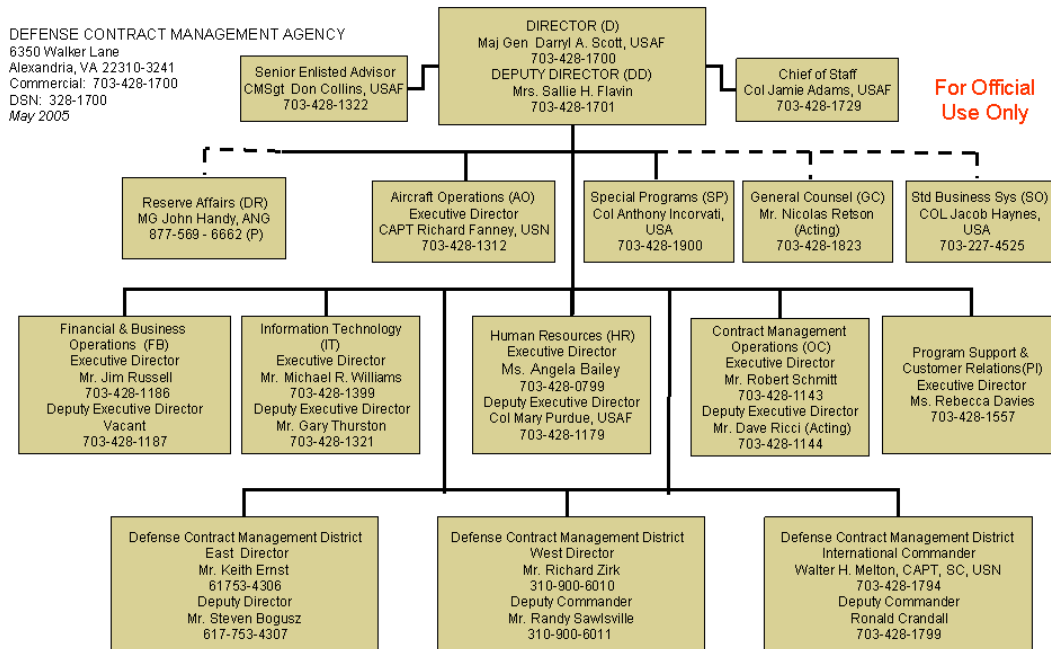 DEFENSE CONTRACT MANAGEMENT AGENCY
6350 Walker Lane
Alexandria, VA 22310-3241
Commercial: 703-428-1700
DSN: 328-1700
May 2005
DIRECTOR (D)
Maj Gen Darryl A. Scott, USAF
703-428-1700
DEPUTY DIRECTOR (DD)
Mrs. Sallie H. Flavin
703-428-1701
Senior Enlisted Advisor
CMSgt Don Collins, USAF
703-428-1322
Chief of Staff
Col Jamie Adams, USAF
703-428-1729
For Official
Use Only
Reserve Affairs (DR)
MG John Handy, ANG
877-569 - 6662 (P)
Aircraft Operations (AO)
Executive Director
CAPT Richard Fanney, USN
703-428-1312
Special Programs (SP)
Col Anthony Incorvati,
USA
703-428-1900
General Counsel (GC)
Mr. Nicolas Retson
(Acting)
703-428-1823
Std Business Sys (SO)
COL Jacob Haynes,
USA
703-227-4525
Financial & Business
Operations (FB)
Executive Director
Mr. Jim Russell
703-428-1186
Deputy Executive Director
Vacant
703-428-1187
Information Technology
(IT)
Executive Director
Mr. Michael R. Williams
703-428-1399
Deputy Executive Director
Mr. Gary Thurston
703-428-1321
Human Resources (HR)
Executive Director
Ms. Angela Bailey
703-428-0799
Deputy Executive Director
Col Mary Purdue, USAF
703-428-1179
Contract Management
Operations (OC)
Executive Director
Mr. Robert Schmitt
703-428-1143
Deputy Executive Director
Mr. Dave Ricci (Acting)
703-428-1144
Program Support &
Customer Relations(PI)
Executive Director
Ms. Rebecca Davies
703-428-1557
Defense Contract Management District
East Director
Mr. Keith Ernst
61753-4306
Deputy Director
Mr. Steven Bogusz
617-753-4307
Defense Contract Management District
West Director
Mr. Richard Zirk
310-900-6010
Deputy Commander
Mr. Randy Sawlsville
310-900-6011
Defense Contract Management District
International Commander
Walter H. Melton, CAPT, SC, USN
703-428-1794
Deputy Commander
Ronald Crandall
703-428-1799